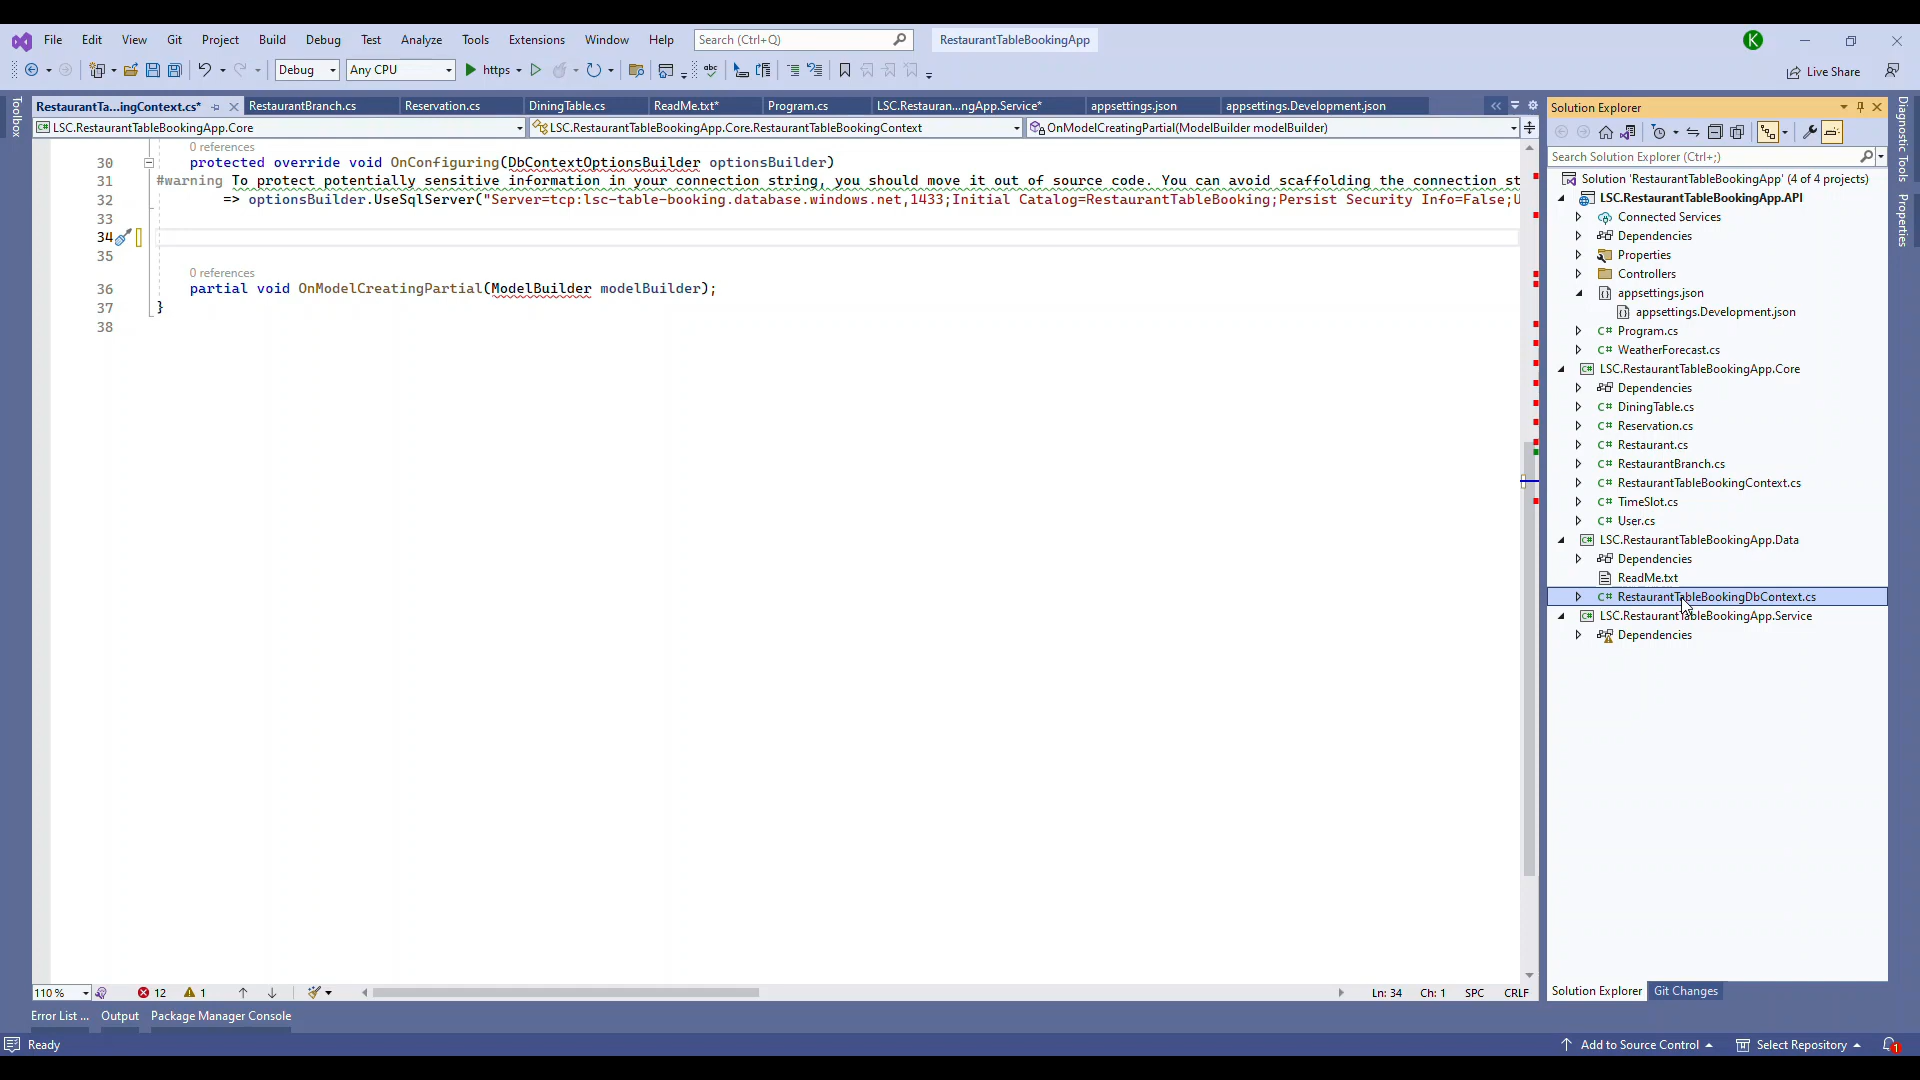 File Edit View Git Project Build Debug Test Analyze Tools Extensions Window Help Search (Ctrl+Q) RestaurantTableBookingApp K
Debug Any CPU https Live Share
Toolbox
RestaurantTa...ingContext.cs* RestaurantBranch.cs Reservation.cs DiningTable.cs ReadMe.txt* Program.cs LSC.Restauran...ngApp.Service* appsettings.json appsettings.Development.json
LSC.RestaurantTableBookingApp.Core LSC.RestaurantTableBookingApp.Core.RestaurantTableBookingContext OnModelCreatingPartial(ModelBuilder modelBuilder)
0 references
30 protected override void OnConfiguring(DbContextOptionsBuilder optionsBuilder)
31 #warning To protect potentially sensitive information in your connection string, you should move it out of source code. You can avoid scaffolding the connection st
32 => optionsBuilder.UseSqlServer("Server=tcp:lsc-table-booking.database.windows.net,1433;Initial Catalog=RestaurantTableBooking;Persist Security Info=False;U
33
34
35
0 references
36 partial void OnModelCreatingPartial(ModelBuilder modelBuilder);
37 }
38
110 % 12 1 Ln: 34 Ch: 1 SPC CRLF
Solution Explorer
Search Solution Explorer (Ctrl+;)
Solution 'RestaurantTableBookingApp' (4 of 4 projects)
LSC.RestaurantTableBookingApp.API
Connected Services
Dependencies
Properties
Controllers
appsettings.json
appsettings.Development.json
C# Program.cs
C# WeatherForecast.cs
LSC.RestaurantTableBookingApp.Core
Dependencies
C# DiningTable.cs
C# Reservation.cs
C# Restaurant.cs
C# RestaurantBranch.cs
C# RestaurantTableBookingContext.cs
C# TimeSlot.cs
C# User.cs
LSC.RestaurantTableBookingApp.Data
Dependencies
ReadMe.txt
C# RestaurantTableBookingDbContext.cs
LSC.RestaurantTableBookingApp.Service
Dependencies
Solution Explorer Git Changes
Diagnostic Tools
Properties
Error List ... Output Package Manager Console
Ready Add to Source Control Select Repository 1